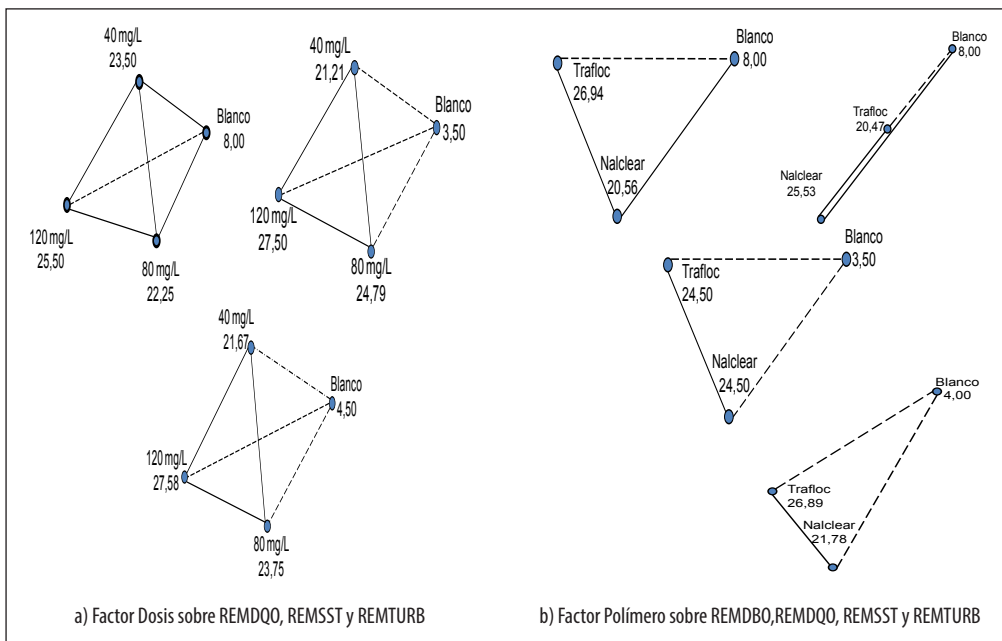 40 mg/L
23,50
Blanco
8,00
120 mg/L
25,50
80 mg/L
22,25
40 mg/L
21,21
Blanco
3,50
120 mg/L
27,50
80 mg/L
24,79
40 mg/L
21,67
Blanco
4,50
120 mg/L
27,58
80 mg/L
23,75
a) Factor Dosis sobre REMDQO, REMSST y REMTURB
Blanco
8,00
Trafloc
26,94
Nalclear
20,56
Blanco
8,00
Trafloc
20,47
Nalclear
25,53
Blanco
3,50
Trafloc
24,50
Nalclear
24,50
Blanco
4,00
Trafloc
26,89
Nalclear
21,78
b) Factor Polímero sobre REMDBO,REMDQO, REMSST y REMTURB